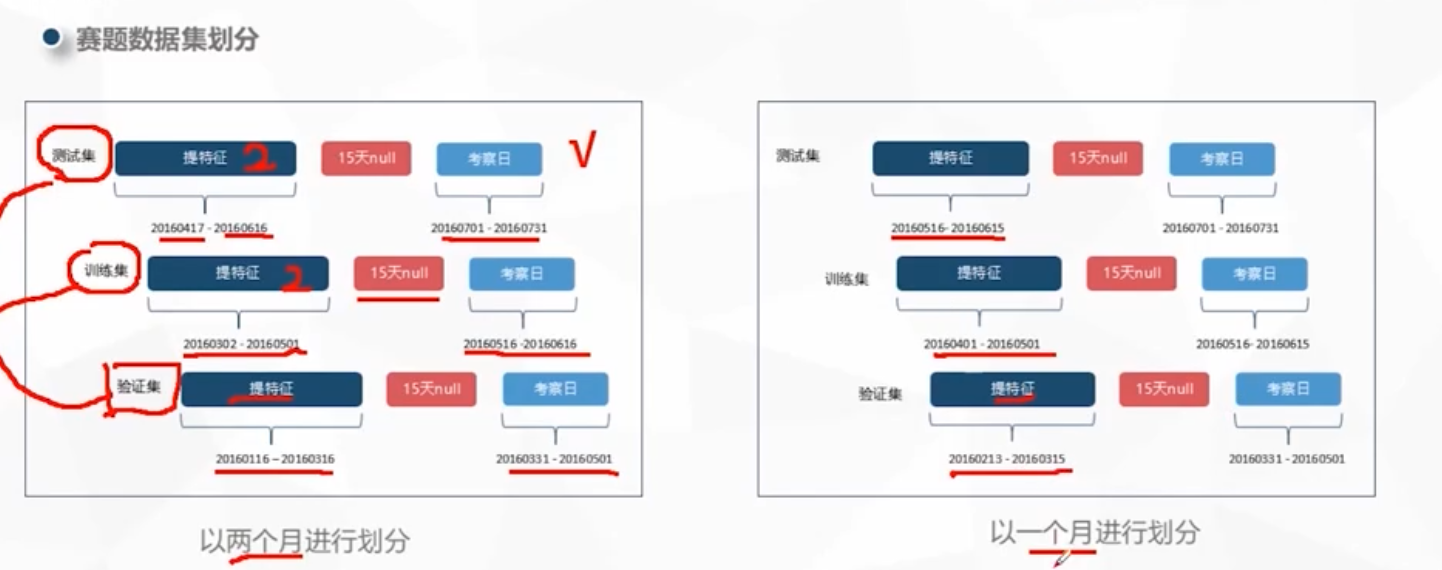 赛题数据集划分
测试集 提特征 2 15天null 考察日 √
20160417 - 20160616 20160701 - 20160731
训练集 提特征 2 15天null 考察日
20160302 - 20160501 20160516 -20160616
验证集 提特征 15天null 考察日
20160116 – 20160316 20160331 - 20160501
以两个月进行划分
测试集 提特征 15天null 考察日
20160516- 20160615 20160701 - 20160731
训练集 提特征 15天null 考察日
20160401 - 20160501 20160516- 20160615
验证集 提特征 15天null 考察日
20160213 - 20160315 20160331 - 20160501
以一个月进行划分